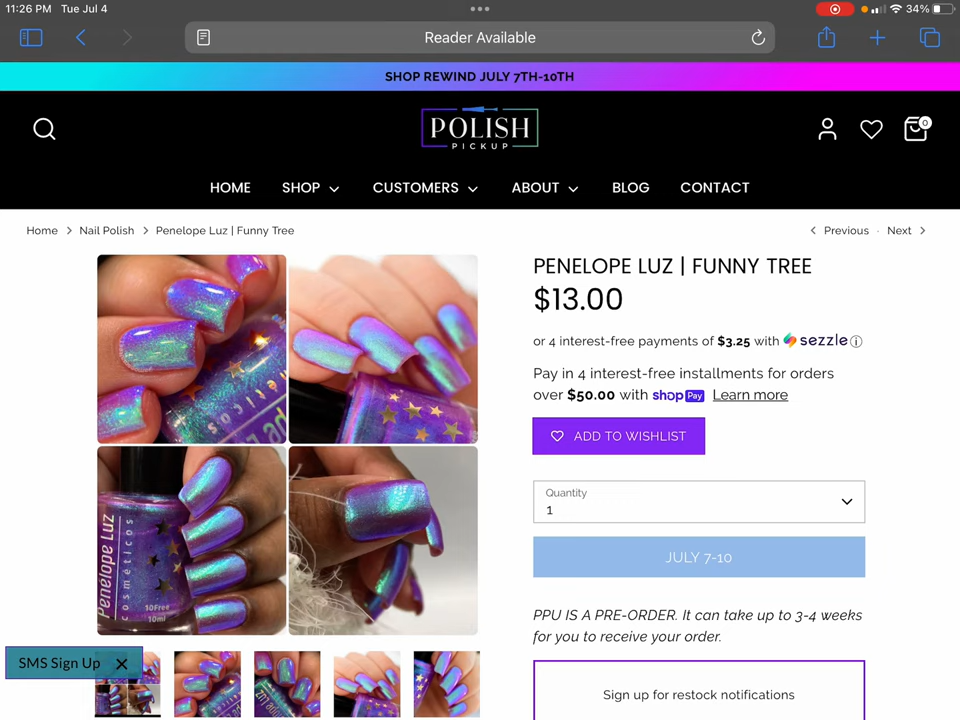 11:26 PM Tue Jul 4
34%
Reader Available
SHOP REWIND JULY 7TH-10TH
POLISH
PICKUP
0
HOME SHOP CUSTOMERS ABOUT BLOG CONTACT
Home > Nail Polish > Penelope Luz | Funny Tree
< Previous · Next >
PENELOPE LUZ | FUNNY TREE
$13.00
or 4 interest-free payments of $3.25 with sezzle
Pay in 4 interest-free installments for orders
over $50.00 with shop Pay Learn more
ADD TO WISHLIST
Quantity
1
JULY 7-10
PPU IS A PRE-ORDER. It can take up to 3-4 weeks
for you to receive your order.
Sign up for restock notifications
Penélope Luz
cosméticos
10Free
10ml
SMS Sign Up ×